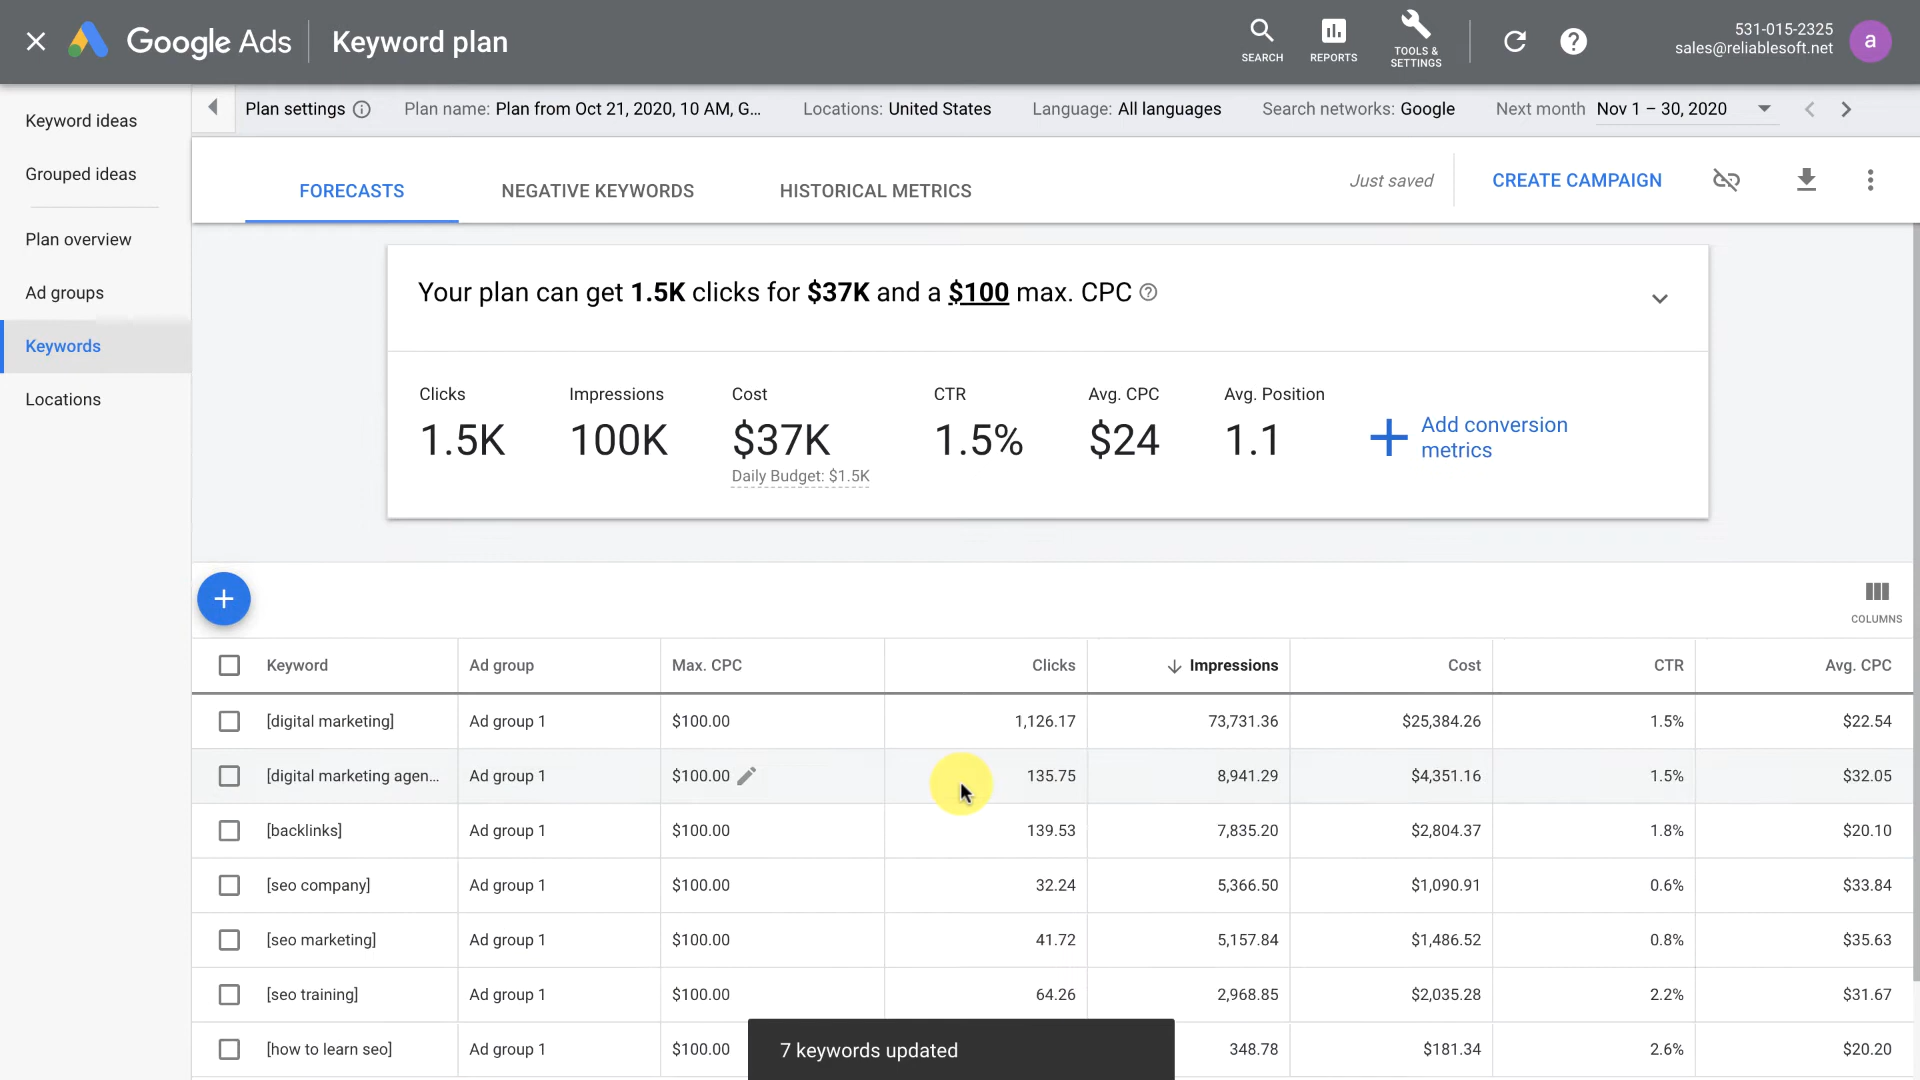 Google Ads Keyword plan
SEARCH
REPORTS
TOOLS &
SETTINGS
531-015-2325
sales@reliablesoft.net
a
Keyword ideas
Grouped ideas
Plan overview
Ad groups
Keywords
Locations
Plan settings Plan name: Plan from Oct 21, 2020, 10 AM, G... Locations: United States Language: All languages Search networks: Google Next month Nov 1 – 30, 2020
FORECASTS NEGATIVE KEYWORDS HISTORICAL METRICS Just saved CREATE CAMPAIGN
Your plan can get 1.5K clicks for $37K and a $100 max. CPC
Clicks Impressions Cost CTR Avg. CPC Avg. Position
1.5K 100K $37K 1.5% $24 1.1
Daily Budget: $1.5K
Add conversion
metrics
COLUMNS
Keyword Ad group Max. CPC Clicks Impressions Cost CTR Avg. CPC
[digital marketing] Ad group 1 $100.00 1,126.17 73,731.36 $25,384.26 1.5% $22.54
[digital marketing agen... Ad group 1 $100.00 135.75 8,941.29 $4,351.16 1.5% $32.05
[backlinks] Ad group 1 $100.00 139.53 7,835.20 $2,804.37 1.8% $20.10
[seo company] Ad group 1 $100.00 32.24 5,366.50 $1,090.91 0.6% $33.84
[seo marketing] Ad group 1 $100.00 41.72 5,157.84 $1,486.52 0.8% $35.63
[seo training] Ad group 1 $100.00 64.26 2,968.85 $2,035.28 2.2% $31.67
[how to learn seo] Ad group 1 $100.00 348.78 $181.34 2.6% $20.20
7 keywords updated